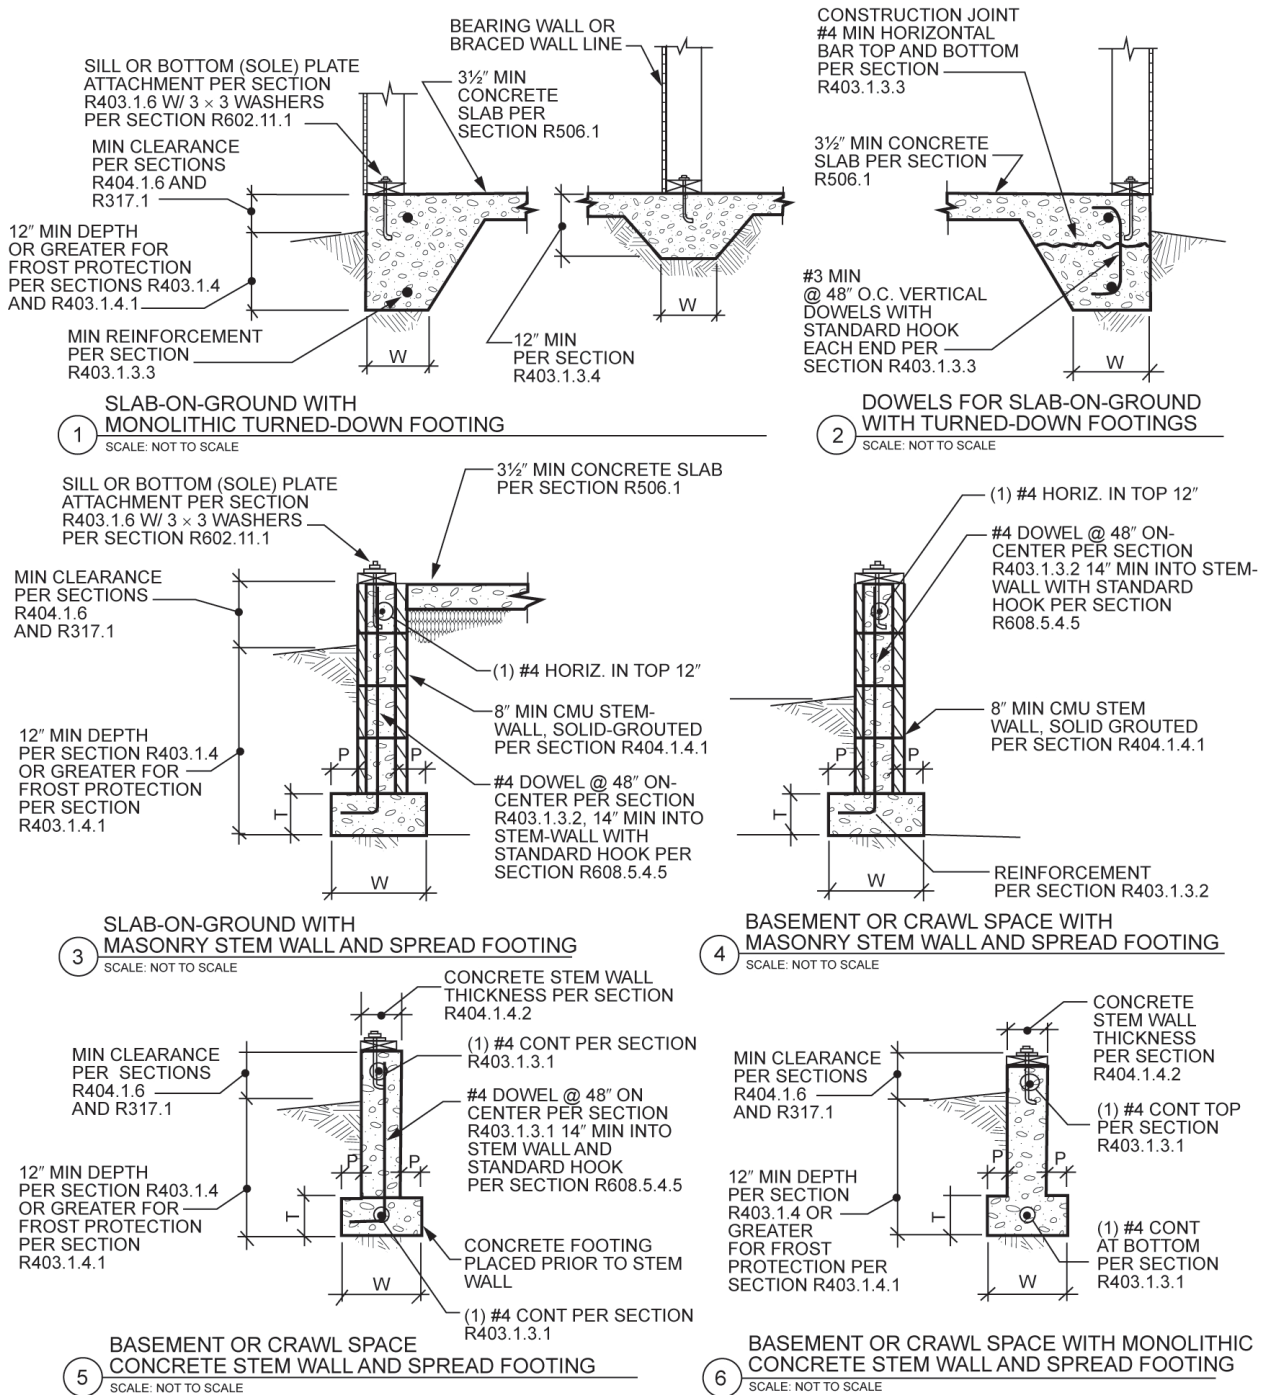 SILL OR BOTTOM (SOLE) PLATE
ATTACHMENT PER SECTION
R403.1.6 W/ 3 × 3 WASHERS
PER SECTION R602.11.1
MIN CLEARANCE
PER SECTIONS
R404.1.6 AND
R317.1
12″ MIN DEPTH
OR GREATER FOR
FROST PROTECTION
PER SECTIONS R403.1.4
AND R403.1.4.1
MIN REINFORCEMENT
PER SECTION
R403.1.3.3
W
3½″ MIN
CONCRETE
SLAB PER
SECTION R506.1
BEARING WALL OR
BRACED WALL LINE
W
12″ MIN
PER SECTION
R403.1.3.4
1
SLAB-ON-GROUND WITH
MONOLITHIC TURNED-DOWN FOOTING
SCALE: NOT TO SCALE
CONSTRUCTION JOINT
#4 MIN HORIZONTAL
BAR TOP AND BOTTOM
PER SECTION
R403.1.3.3
3½″ MIN CONCRETE
SLAB PER SECTION
R506.1
#3 MIN
@ 48″ O.C. VERTICAL
DOWELS WITH
STANDARD HOOK
EACH END PER
SECTION R403.1.3.3
W
2
DOWELS FOR SLAB-ON-GROUND
WITH TURNED-DOWN FOOTINGS
SCALE: NOT TO SCALE
SILL OR BOTTOM (SOLE) PLATE
ATTACHMENT PER SECTION
R403.1.6 W/ 3 × 3 WASHERS
PER SECTION R602.11.1
3½″ MIN CONCRETE SLAB
PER SECTION R506.1
MIN CLEARANCE
PER SECTIONS
R404.1.6
AND R317.1
12″ MIN DEPTH
PER SECTION R403.1.4
OR GREATER FOR
FROST PROTECTION
PER SECTION
R403.1.4.1
(1) #4 HORIZ. IN TOP 12″
8″ MIN CMU STEM-
WALL, SOLID-GROUTED
PER SECTION R404.1.4.1
#4 DOWEL @ 48″ ON-
CENTER PER SECTION
R403.1.3.2, 14″ MIN INTO
STEM-WALL WITH
STANDARD HOOK PER
SECTION R608.5.4.5
P
P
T
W
3
SLAB-ON-GROUND WITH
MASONRY STEM WALL AND SPREAD FOOTING
SCALE: NOT TO SCALE
(1) #4 HORIZ. IN TOP 12″
#4 DOWEL @ 48″ ON-
CENTER PER SECTION
R403.1.3.2 14″ MIN INTO STEM-
WALL WITH STANDARD
HOOK PER SECTION
R608.5.4.5
8″ MIN CMU STEM
WALL, SOLID GROUTED
PER SECTION R404.1.4.1
P
P
T
W
REINFORCEMENT
PER SECTION R403.1.3.2
4
BASEMENT OR CRAWL SPACE WITH
MASONRY STEM WALL AND SPREAD FOOTING
SCALE: NOT TO SCALE
CONCRETE STEM WALL
THICKNESS PER SECTION
R404.1.4.2
MIN CLEARANCE
PER SECTIONS
R404.1.6
AND R317.1
12″ MIN DEPTH
PER SECTION R403.1.4
OR GREATER FOR
FROST PROTECTION
PER SECTION
R403.1.4.1
(1) #4 CONT PER SECTION
R403.1.3.1
#4 DOWEL @ 48″ ON
CENTER PER SECTION
R403.1.3.1 14″ MIN INTO
STEM WALL AND
STANDARD HOOK
PER SECTION R608.5.4.5
P
P
T
W
CONCRETE FOOTING
PLACED PRIOR TO STEM
WALL
(1) #4 CONT PER SECTION
R403.1.3.1
5
BASEMENT OR CRAWL SPACE
CONCRETE STEM WALL AND SPREAD FOOTING
SCALE: NOT TO SCALE
MIN CLEARANCE
PER SECTIONS
R404.1.6
AND R317.1
12″ MIN DEPTH
PER SECTION
R403.1.4 OR
GREATER
FOR FROST
PROTECTION PER
SECTION R403.1.4.1
CONCRETE
STEM WALL
THICKNESS
PER SECTION
R404.1.4.2
(1) #4 CONT TOP
PER SECTION
R403.1.3.1
P
P
T
W
(1) #4 CONT
AT BOTTOM
PER SECTION
R403.1.3.1
6
BASEMENT OR CRAWL SPACE WITH MONOLITHIC
CONCRETE STEM WALL AND SPREAD FOOTING
SCALE: NOT TO SCALE